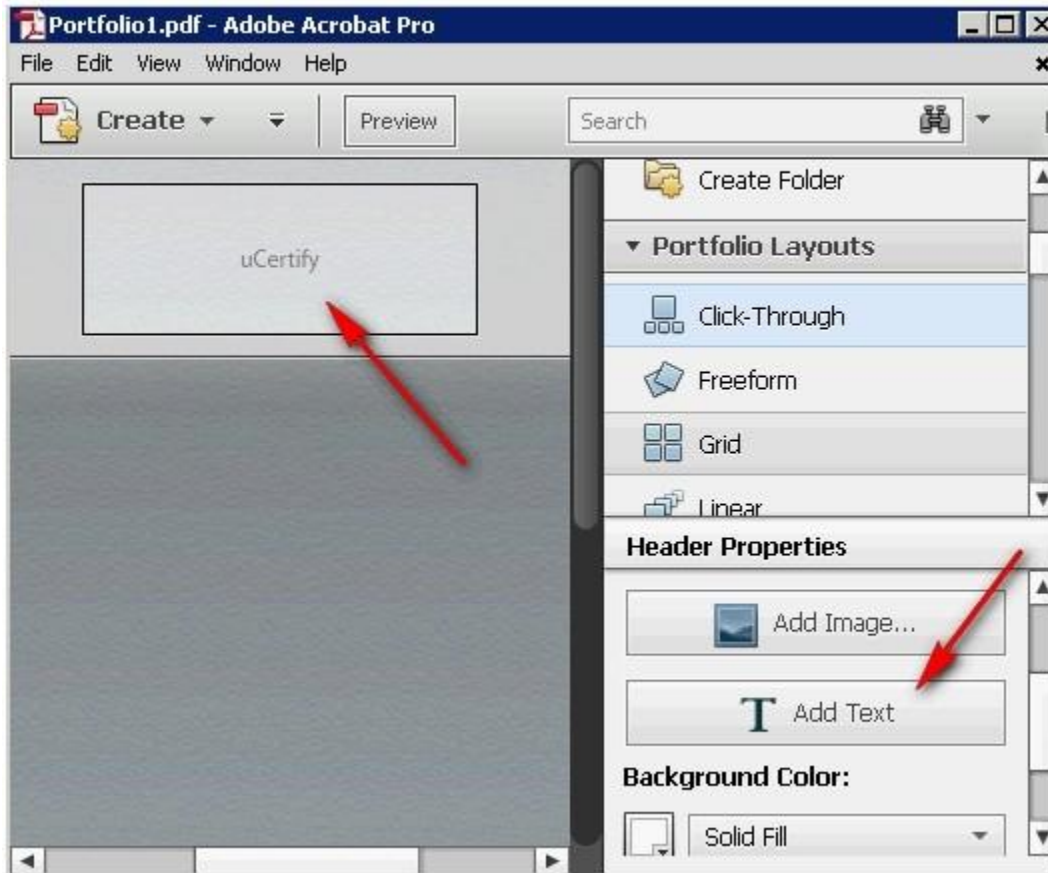 Portfolio1.pdf - Adobe Acrobat Pro
File Edit View Window Help
Create Preview Search
uCertify
Create Folder
Portfolio Layouts
Click-Through
Freeform
Grid
Linear
Header Properties
Add Image...
T Add Text
Background Color:
Solid Fill